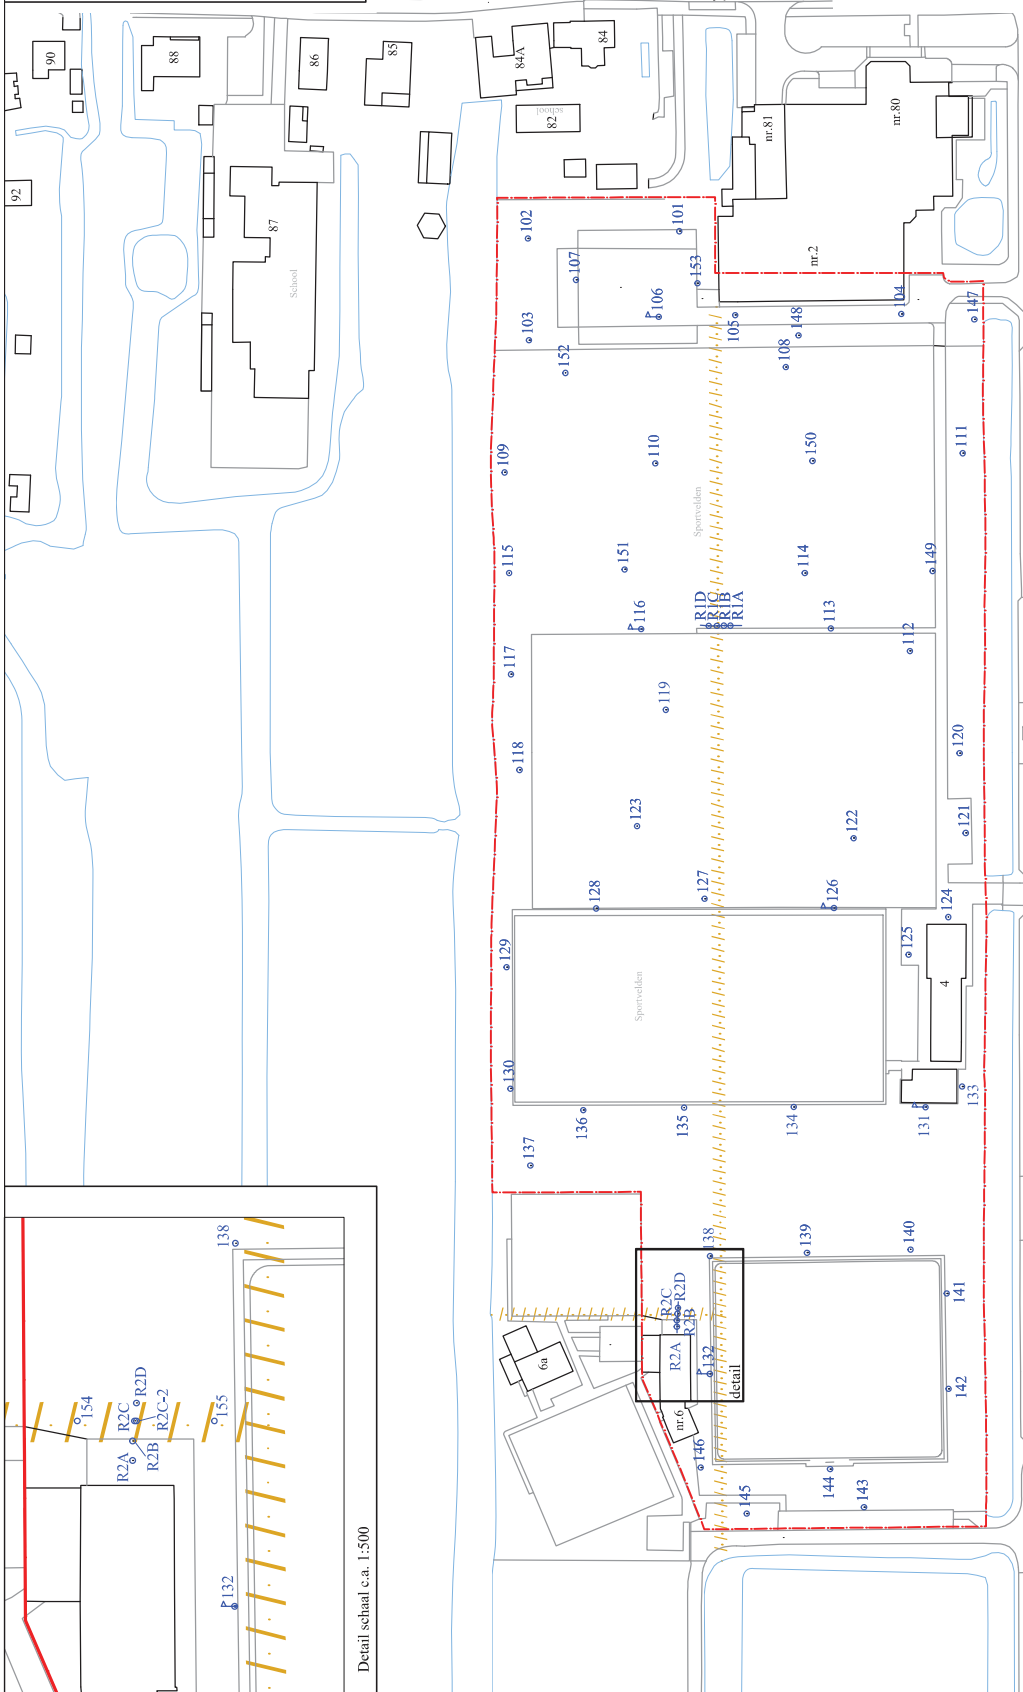 90
88
86
85
84A
84
82
school
nr.81
nr.80
92
87
School
nr.2
102
101
107
153
106
103
105
148
104
147
152
108
109
110
150
111
Sportvelden
115
151
114
149
116
R1D
R1C
R1B
R1A
113
112
117
119
118
120
123
122
121
128
127
126
124
125
129
Sportvelden
4
130
136
135
134
131
133
137
138
139
140
R2C
R2D
R2B
R2A
141
6a
132
detail
142
nr.6
146
145
144
143
138
154
R2D
R2C
R2C-2
155
R2A
R2B
132
Detail schaal c.a. 1:500